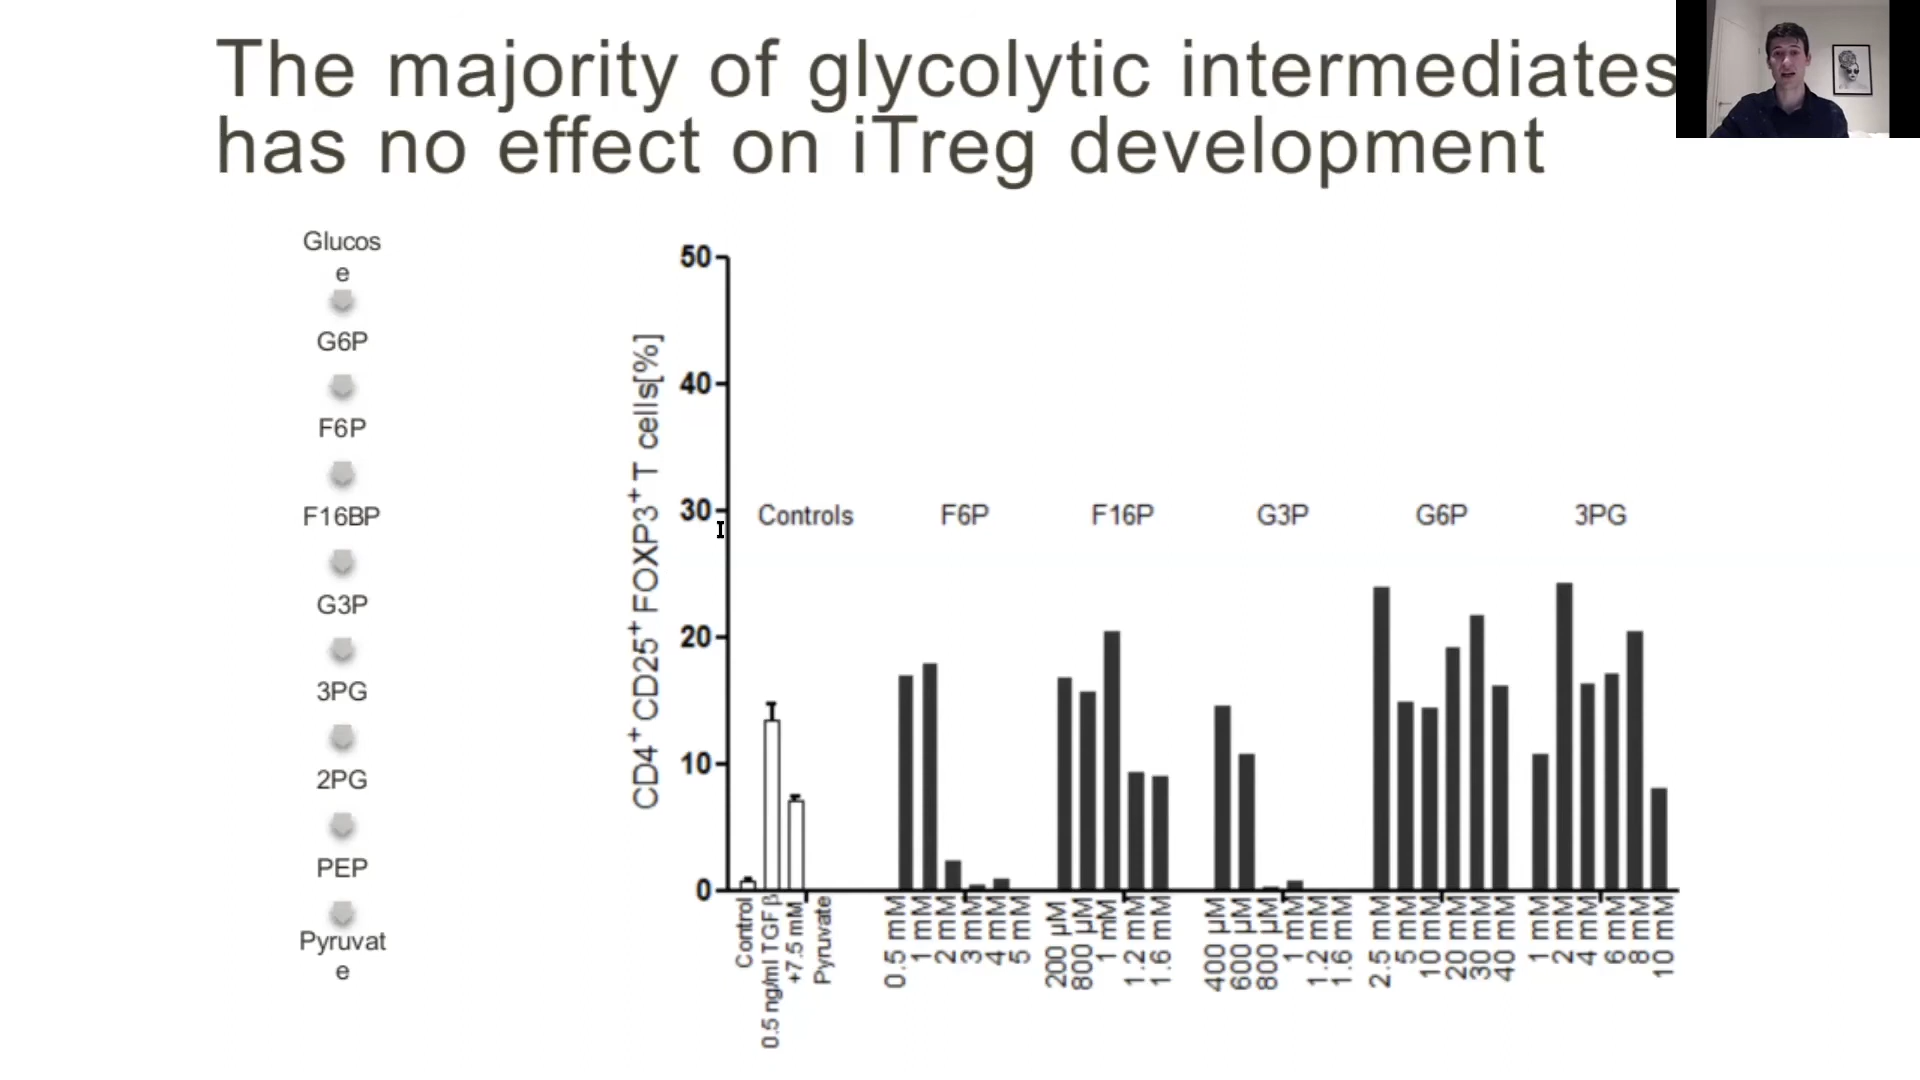 The majority of glycolytic intermediates
has no effect on iTreg development
Glucos
e
G6P
F6P
F16BP
G3P
3PG
2PG
PEP
Pyruvat
e
CD4+ CD25+ FOXP3+ T cells[%]
50
40
30
20
10
0
Controls
F6P
F16P
G3P
G6P
3PG
Control
0.5 ng/ml TGF β
+7.5 mM
Pyruvate
0.5 mM
1 mM
2 mM
3 mM
4 mM
5 mM
200 µM
800 µM
1 mM
1.2 mM
1.6 mM
400 µM
600 µM
800 µM
1 mM
1.2 mM
1.6 mM
2.5 mM
5 mM
10 mM
20 mM
30 mM
40 mM
1 mM
2 mM
4 mM
6 mM
8 mM
10 mM